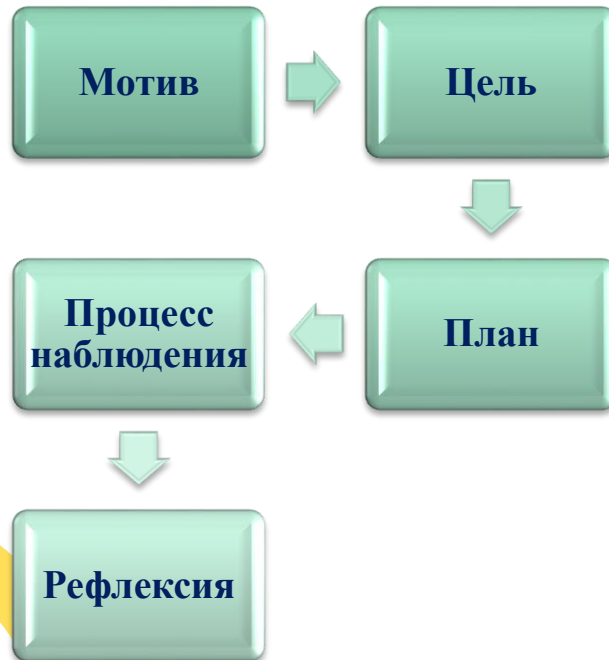 Мотив
Цель
План
Процесс
наблюдения
Рефлексия